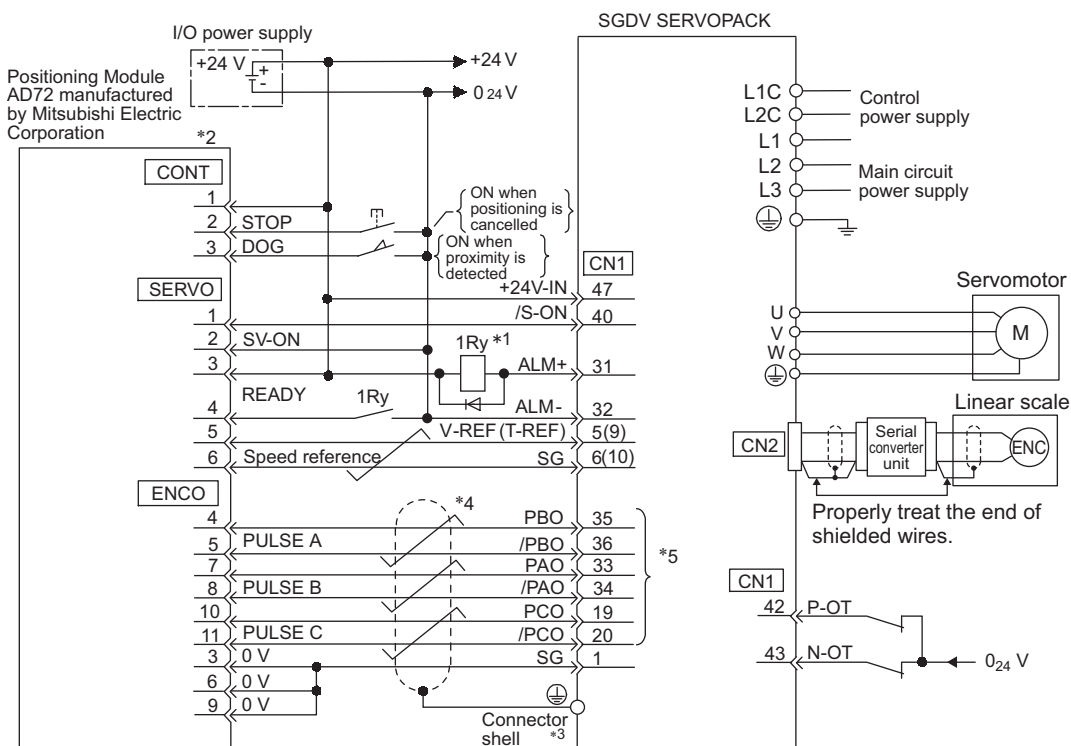 SGDV SERVOPACK
I/O power supply
+24 V
+
-
+24 V
0 24 V
Positioning Module
AD72 manufactured
by Mitsubishi Electric
Corporation
*2
CONT
1
2 STOP
3 DOG
ON when
positioning is
cancelled
ON when
proximity is
detected
SERVO
1
2 SV-ON
3
READY
4
5
6 Speed reference
1Ry
1Ry *1
CN1
+24V-IN 47
/S-ON 40
ALM+ 31
ALM- 32
V-REF (T-REF) 5(9)
SG 6(10)
ENCO
4
5 PULSE A
7
8 PULSE B
10
11 PULSE C
3 0 V
6 0 V
9 0 V
*4
PBO 35
/PBO 36
PAO 33
/PAO 34
PCO 19
/PCO 20
SG 1
*5
Connector
shell *3
L1C
L2C
Control
power supply
L1
L2
L3
Main circuit
power supply
U
V
W
Servomotor
M
Linear scale
CN2
Serial
converter
unit
ENC
Properly treat the end of
shielded wires.
CN1
42 P-OT
43 N-OT
024 V